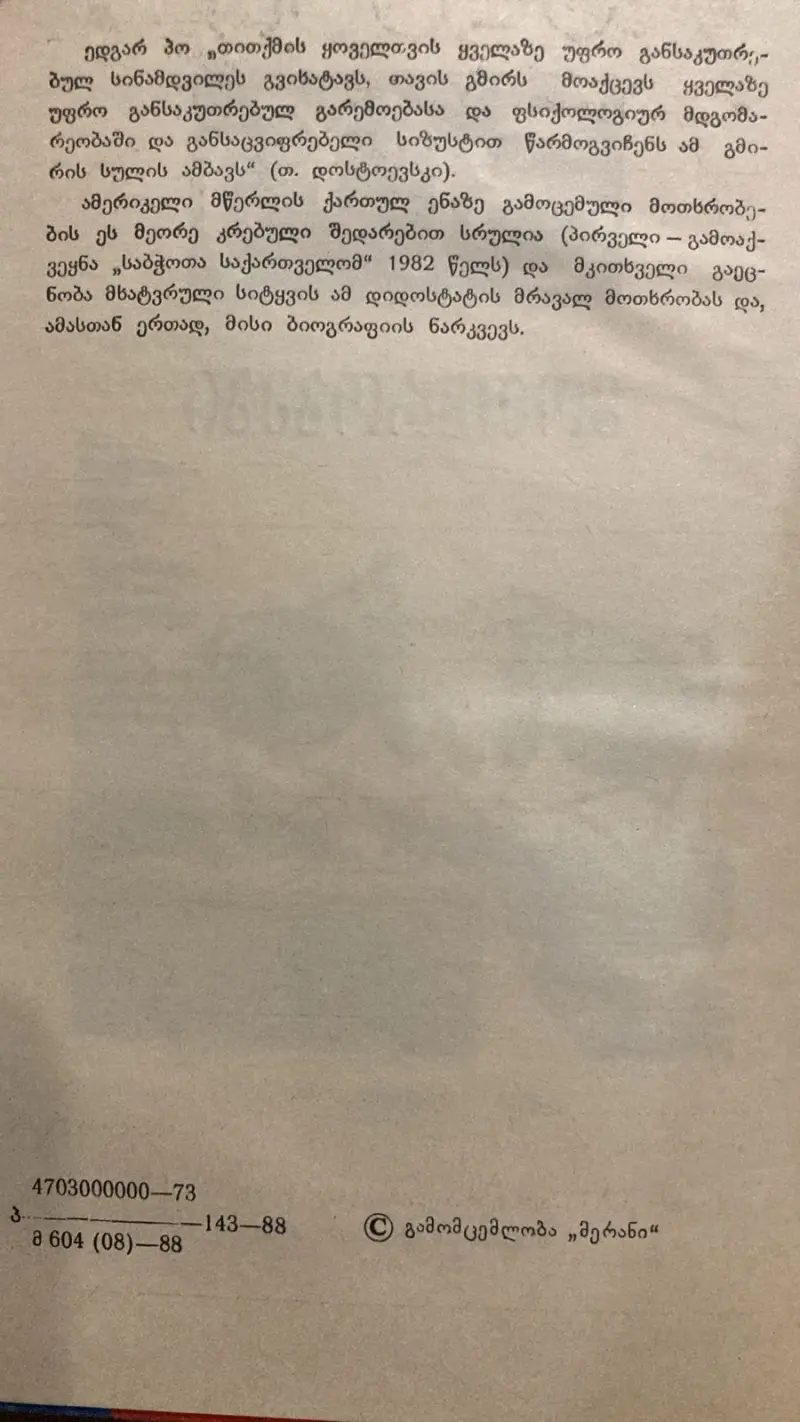 ედგარ პო „თითქმის ყოველთვის ყველაზე უფრო განსაკუთრე-
ბულ სინამდვილეს გვიხატავს, თავის გმირს მოაქცევს ყველაზე
უფრო განსაკუთრებულ გარემოებასა და ფსიქოლოგიურ მდგომა-
რეობაში და განსაცვიფრებელი სიზუსტით წარმოგვიჩენს ამ გმი-
რის სულის ამბავს“ (თ. დოსტოევსკი).
ამერიკელი მწერლის ქართულ ენაზე გამოცემული მოთხრობე-
ბის ეს მეორე კრებული შედარებით სრულია (პირველი — გამოაქ-
ვეყნა „საბჭოთა საქართველომ“ 1982 წელს) და მკითხველი გაეც-
ნობა მხატვრული სიტყვის ამ დიდოსტატის მრავალ მოთხრობას და,
ამასთან ერთად, მისი ბიოგრაფიის ნარკვევს.
4703000000—73
პ —143—88
მ 604 (08)—88
© გამომცემლობა „მერანი“